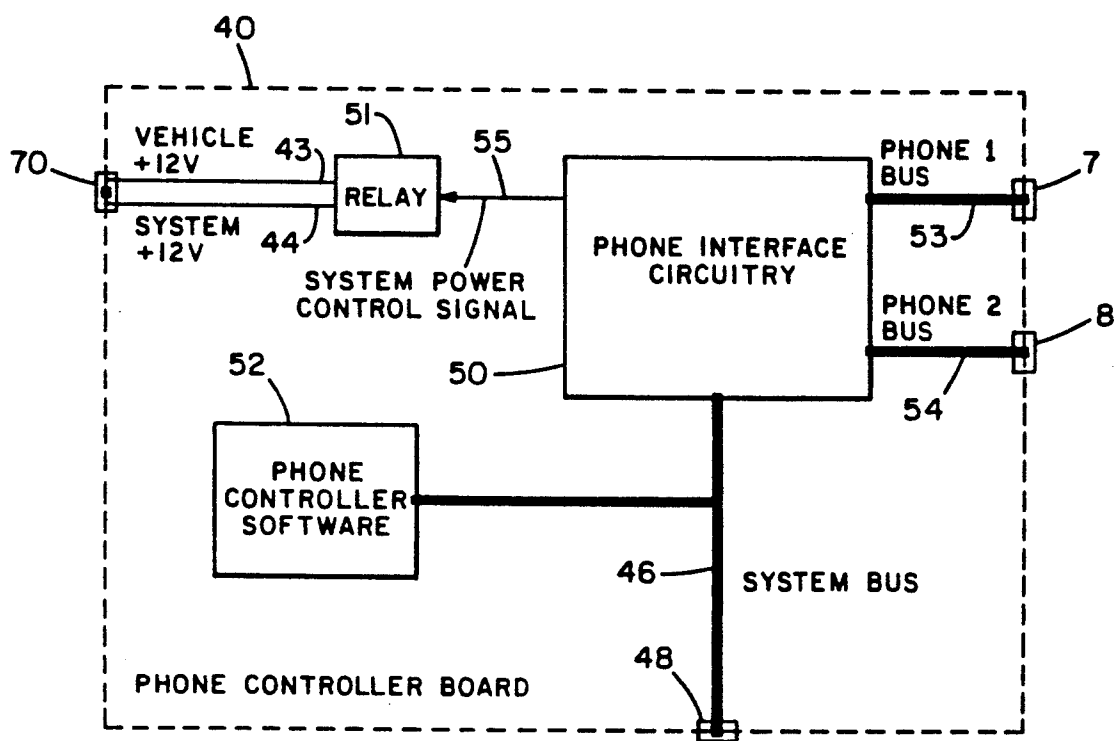 40
VEHICLE
+12V
43
51
55
PHONE 1
BUS
7
70
RELAY
53
SYSTEM
+12V
44
PHONE INTERFACE
CIRCUITRY
SYSTEM POWER
CONTROL SIGNAL
PHONE 2
BUS
8
50
54
52
PHONE
CONTROLLER
SOFTWARE
46
SYSTEM BUS
48
PHONE CONTROLLER BOARD